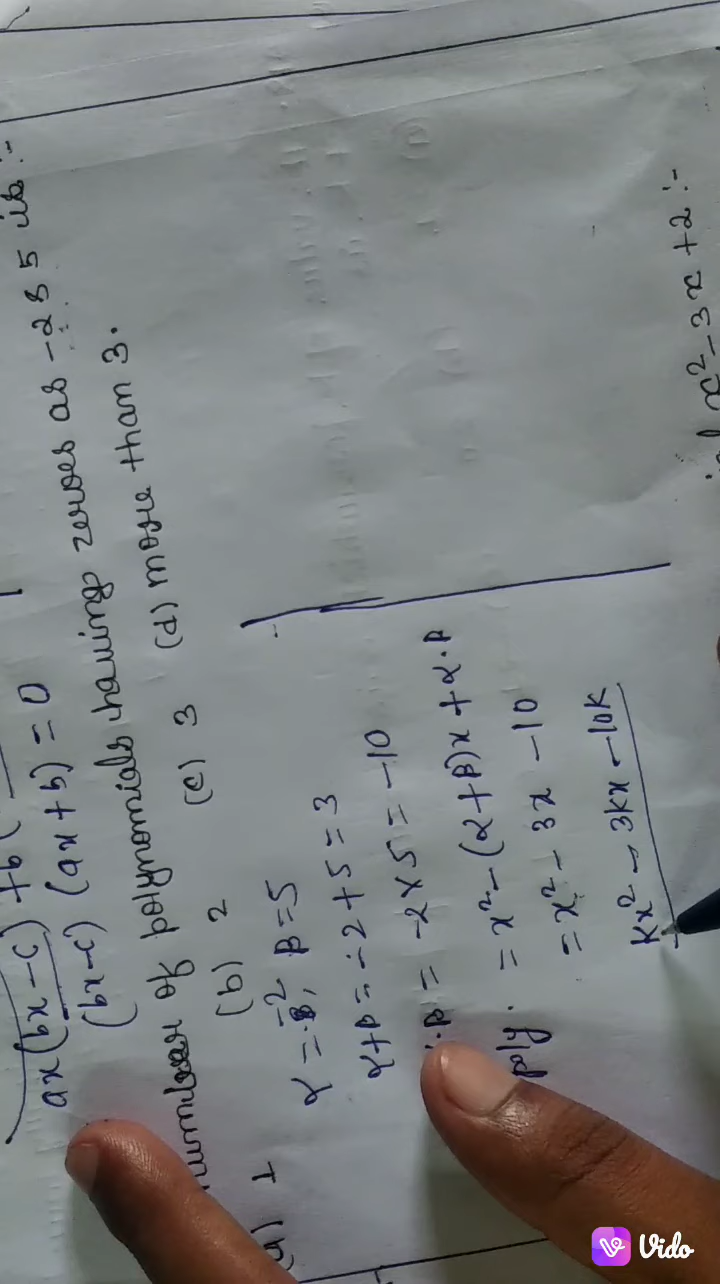 ax(bx-c) + b(
(bx-c) (ax+b) = 0
of polynomials having zeroes as -2 & 5 is :-
(a) 1 (b) 2 (c) 3 (d) more than 3.
α = -2, β = 5
α+β = -2+5 = 3
α.β = -2×5 = -10
poly. = x² - (α+β)x + α.β
= x² - 3x - 10
kx² - 3kx - 10k
x² - 3x + 2 :-
Vido